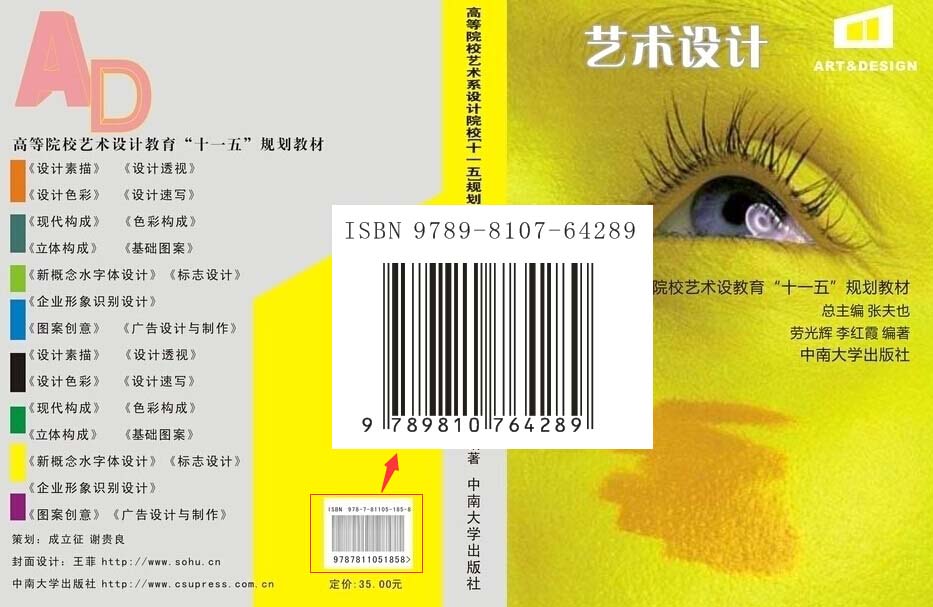 AD
高等院校艺术设计教育“十一五”规划教材
《设计素描》 《设计透视》
《设计色彩》 《设计速写》
《现代构成》 《色彩构成》
《立体构成》 《基础图案》
《新概念水字体设计》《标志设计》
《企业形象识别设计》
《图案创意》 《广告设计与制作》
《设计素描》 《设计透视》
《设计色彩》 《设计速写》
《现代构成》 《色彩构成》
《立体构成》 《基础图案》
《新概念水字体设计》《标志设计》
《企业形象识别设计》
《图案创意》《广告设计与制作》
策划：成立征 谢贵良
封面设计：王菲 http://www.sohu.cn
中南大学出版社 http://www.csupress.com.cn
ISBN 978-7-81105-185-8
9787811051858>
定价:35.00元
高等院校艺术系设计院校[十一五]规划
著 中南大学出版社
ISBN 9789-8107-64289
9 789810 764289
艺术设计
ART&DESIGN
院校艺术设教育“十一五”规划教材
总主编 张夫也
劳光辉 李红霞 编著
中南大学出版社